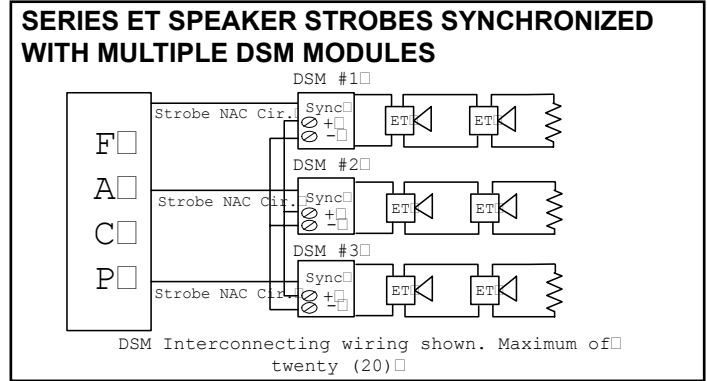 SERIES ET SPEAKER STROBES SYNCHRONIZED
WITH MULTIPLE DSM MODULES
DSM #1
Strobe NAC Cir.
Sync
+
−
ET
ET
F
A
C
P
DSM #2
Strobe NAC Cir.
Sync
+
−
ET
ET
DSM #3
Strobe NAC Cir.
Sync
+
−
ET
ET
DSM Interconnecting wiring shown. Maximum of
twenty (20)